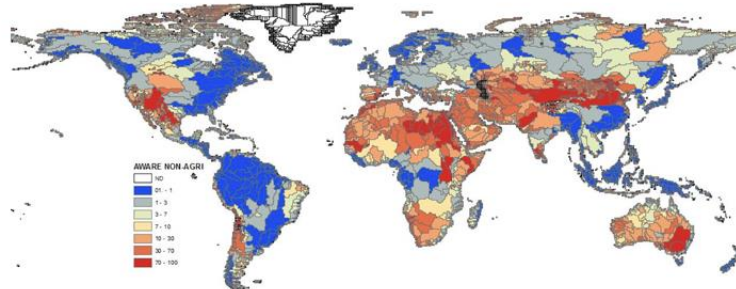 AWARE NON-AGRI
ND
01. - 1
1 - 3
3 - 7
7 - 10
10 - 30
30 - 70
70 - 100